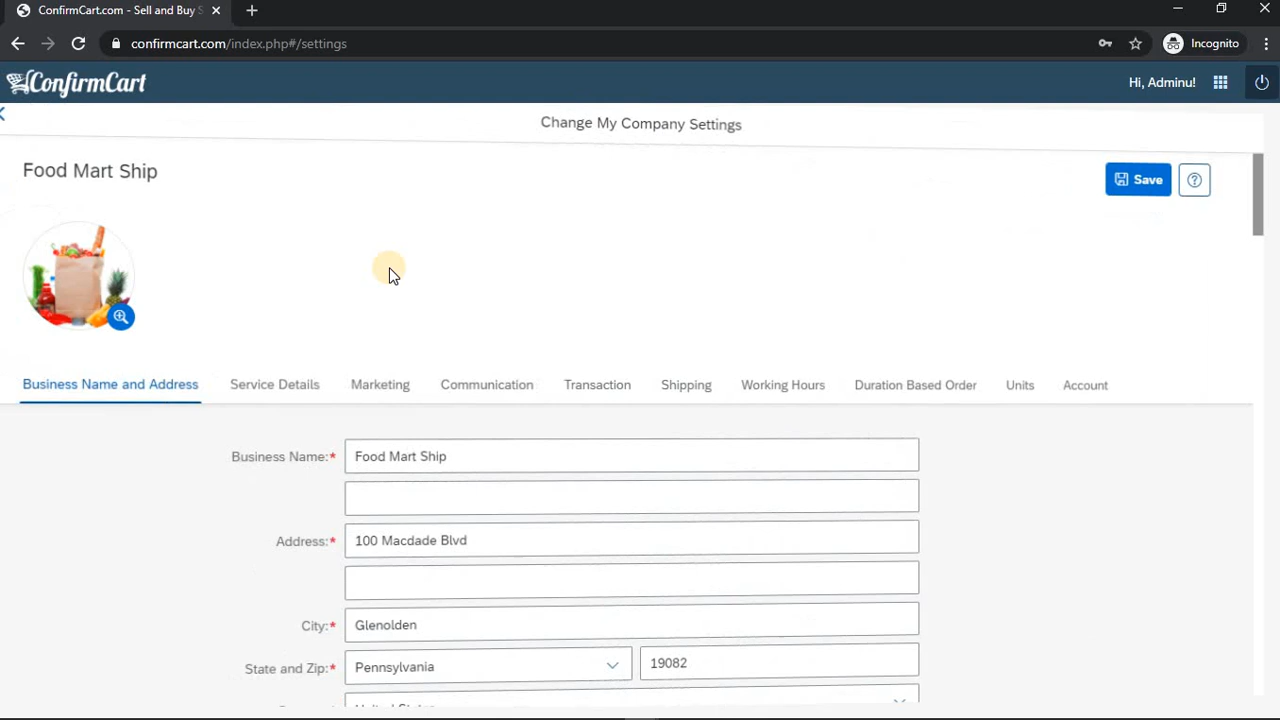 ConfirmCart.com - Sell and Buy S
confirmcart.com/index.php#/settings
Incognito
ConfirmCart
Hi, Adminu!
Change My Company Settings
Food Mart Ship
Save
Business Name and Address
Service Details
Marketing
Communication
Transaction
Shipping
Working Hours
Duration Based Order
Units
Account
Business Name:* Food Mart Ship
Address:* 100 Macdade Blvd
City:* Glenolden
State and Zip:* Pennsylvania 19082
United States